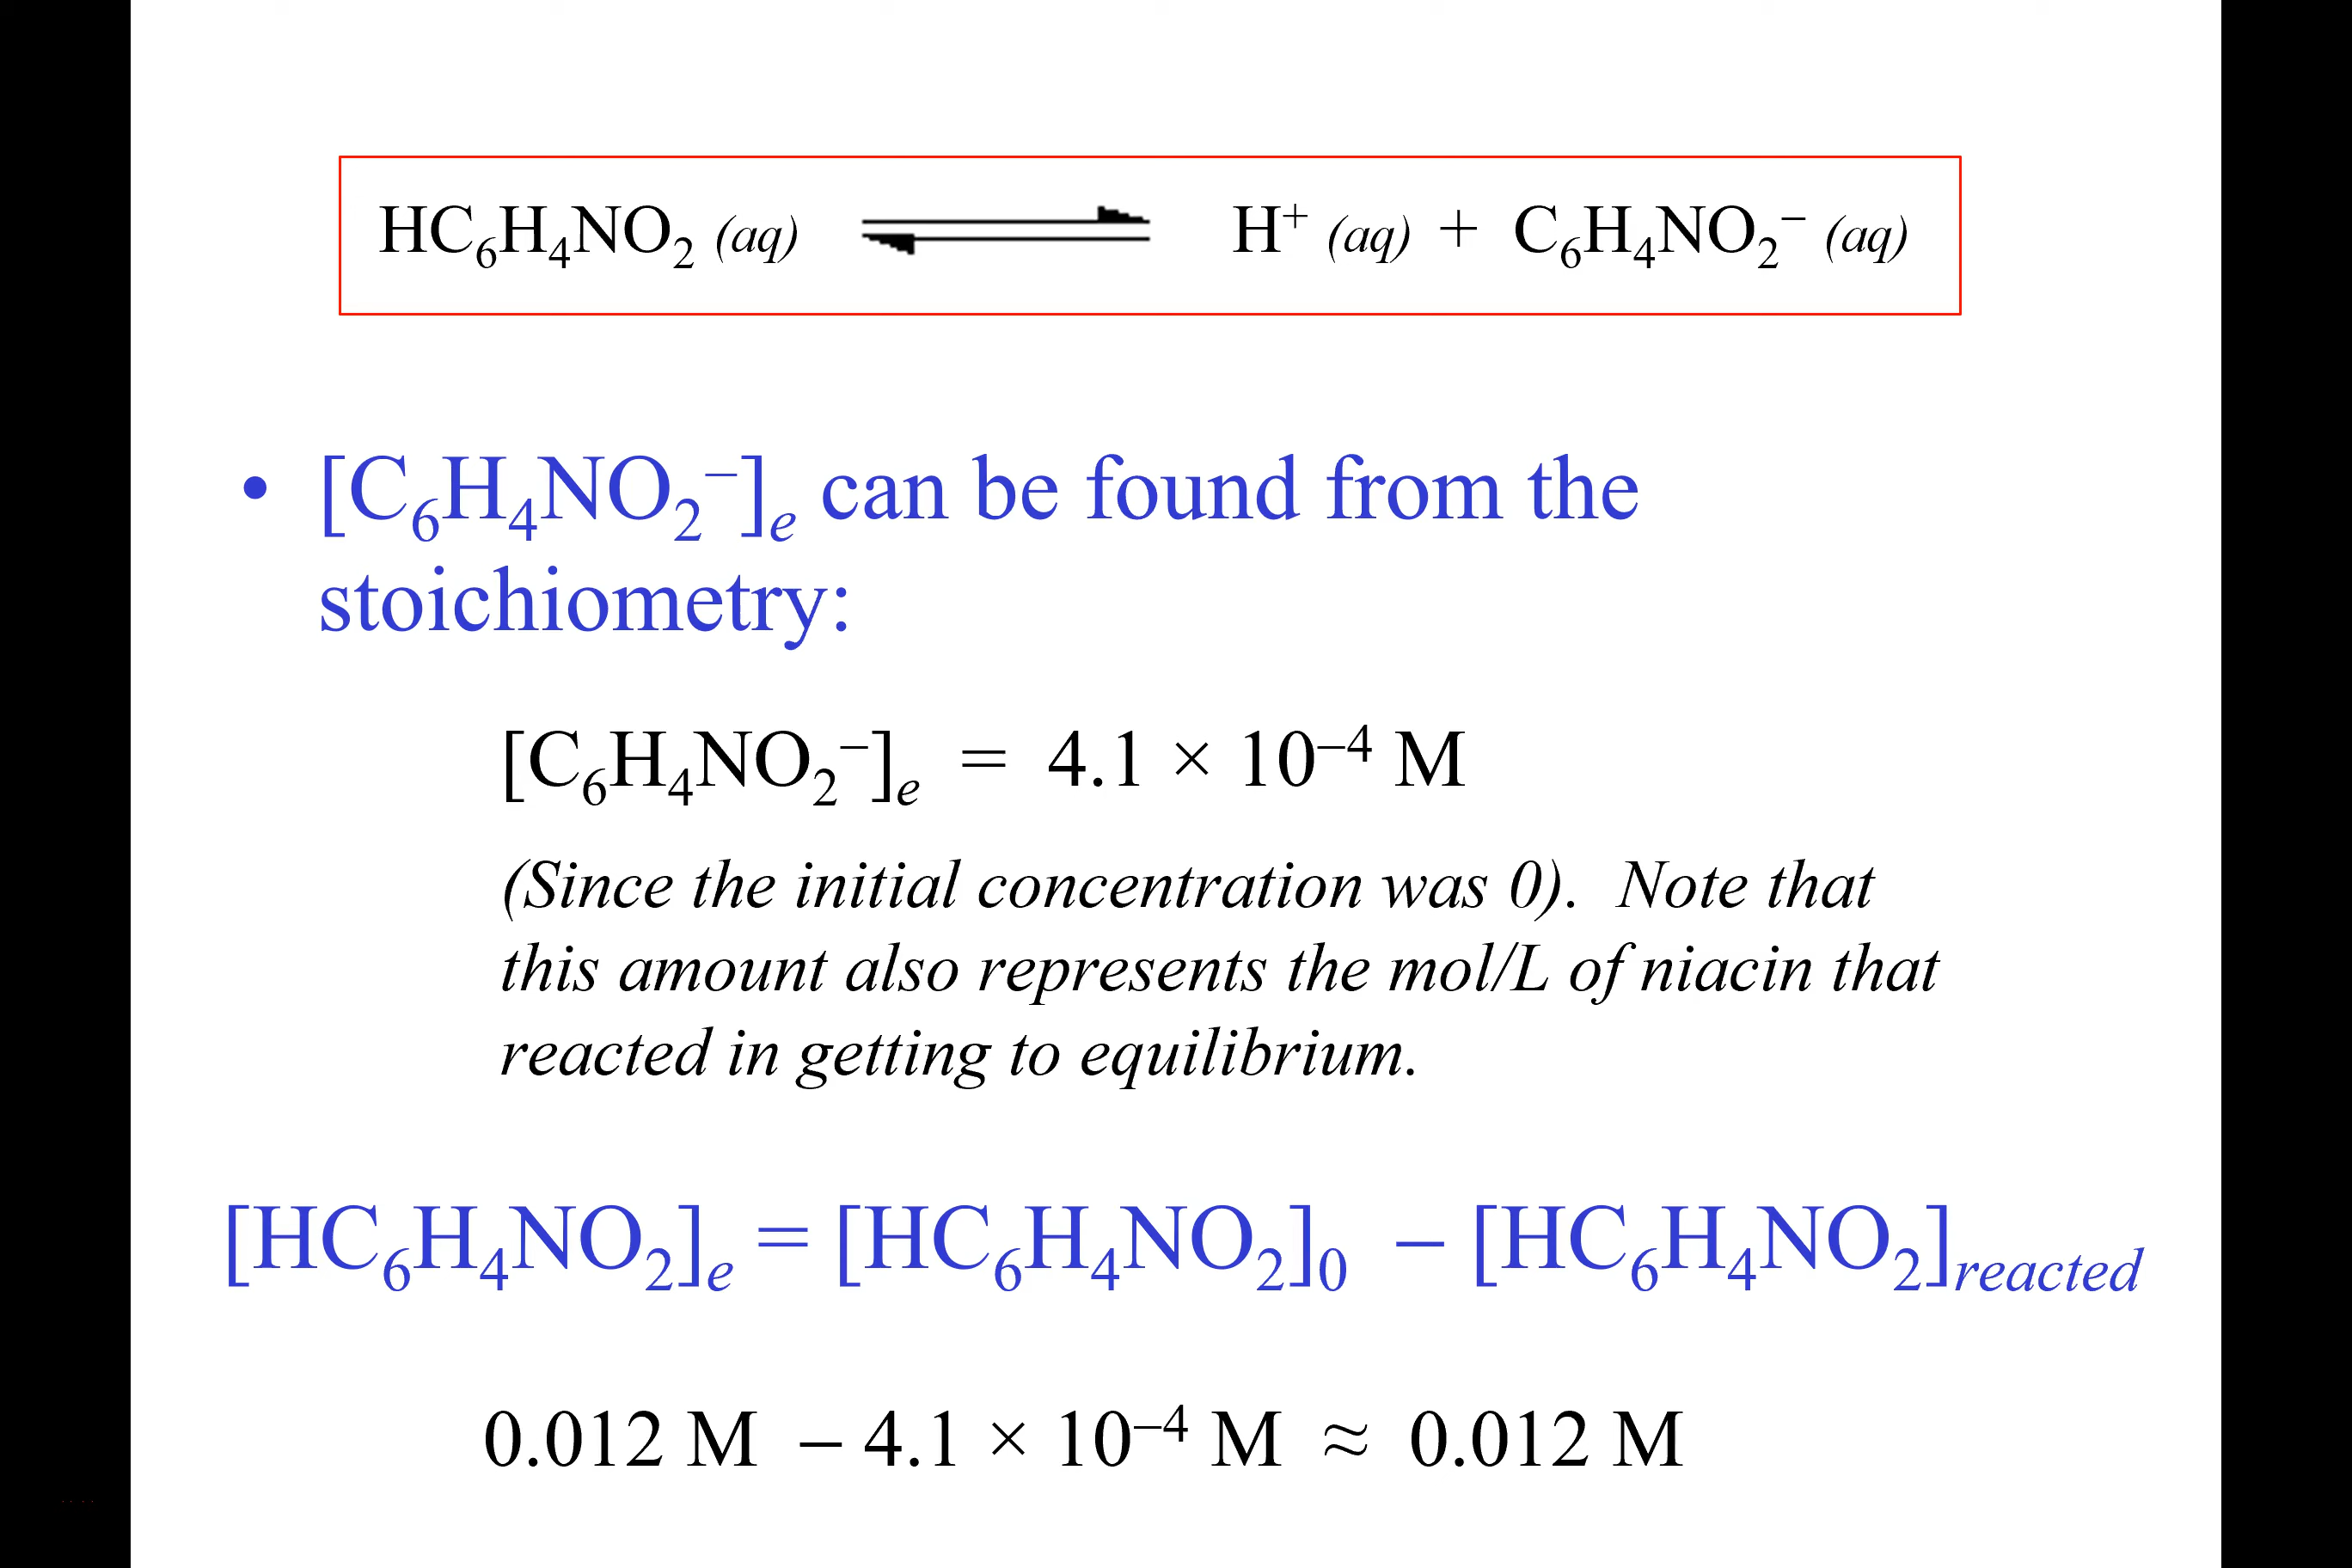 HC₆H₄NO₂ (aq) ⇌ H⁺ (aq) + C₆H₄NO₂⁻ (aq)
• [C₆H₄NO₂⁻]ₑ can be found from the
stoichiometry:
[C₆H₄NO₂⁻]ₑ = 4.1 × 10⁻⁴ M
(Since the initial concentration was 0). Note that
this amount also represents the mol/L of niacin that
reacted in getting to equilibrium.
[HC₆H₄NO₂]ₑ = [HC₆H₄NO₂]₀ – [HC₆H₄NO₂]reacted
0.012 M – 4.1 × 10⁻⁴ M ≈ 0.012 M